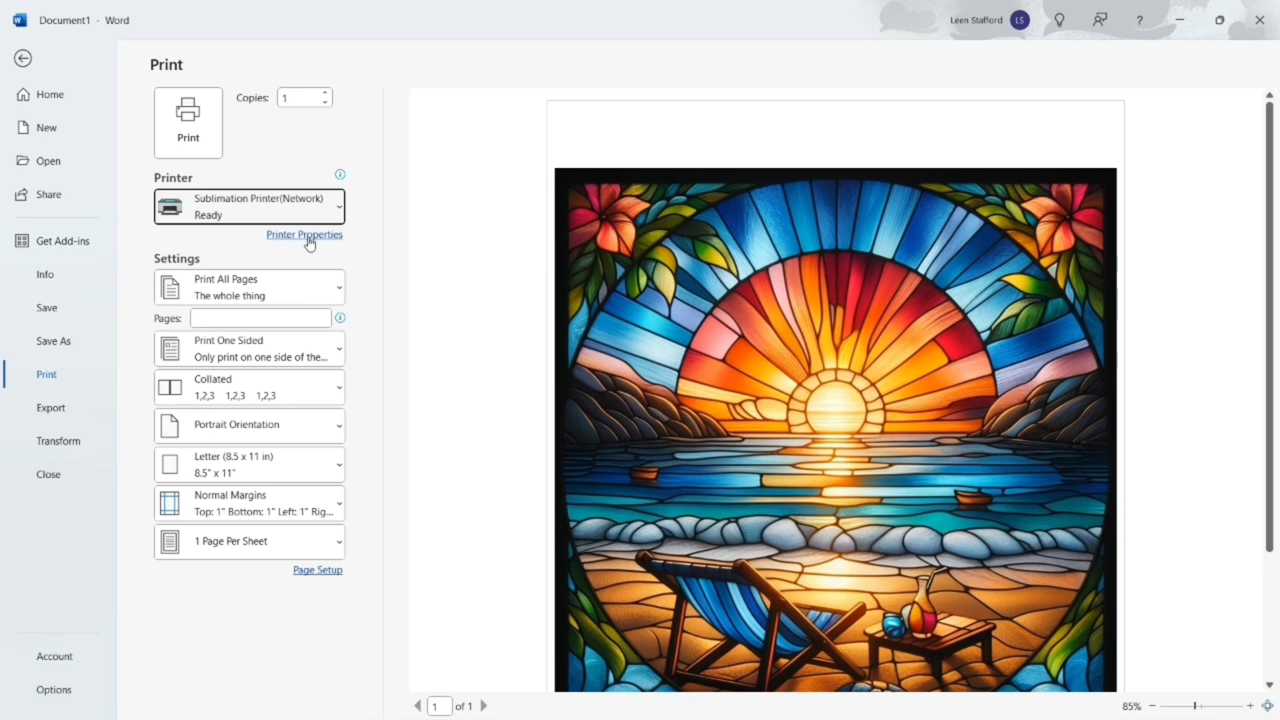 Document1 - Word
Leen Stafford LS ?
Print
Home
New
Open
Share
Get Add-ins
Info
Save
Save As
Print
Export
Transform
Close
Account
Options
Print
Copies: 1
Printer
Sublimation Printer(Network)
Ready
Printer Properties
Settings
Print All Pages
The whole thing
Pages:
Print One Sided
Only print on one side of the...
Collated
1,2,3 1,2,3 1,2,3
Portrait Orientation
Letter (8.5 x 11 in)
8.5" x 11"
Normal Margins
Top: 1" Bottom: 1" Left: 1" Rig...
1 Page Per Sheet
Page Setup
1 of 1
85%